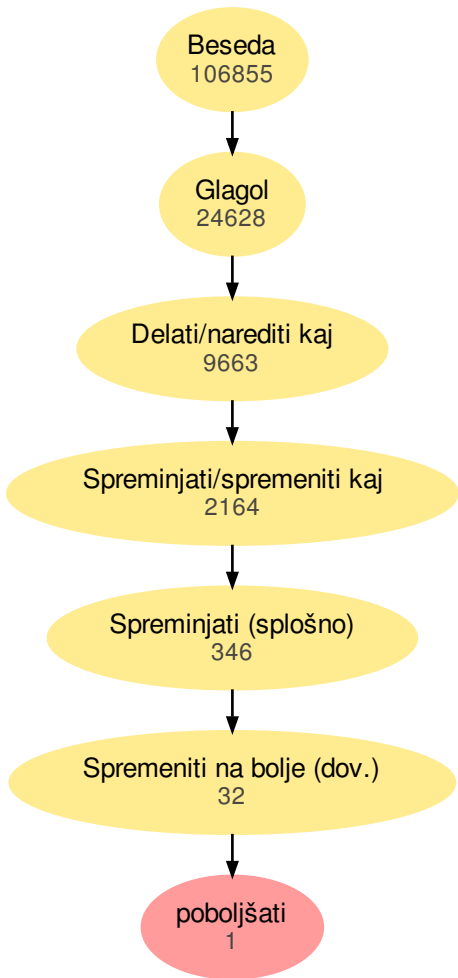 Beseda
106855
Glagol
24628
Delati/narediti kaj
9663
Spreminjati/spremeniti kaj
2164
Spreminjati (splošno)
346
Spremeniti na bolje (dov.)
32
poboljšati
1